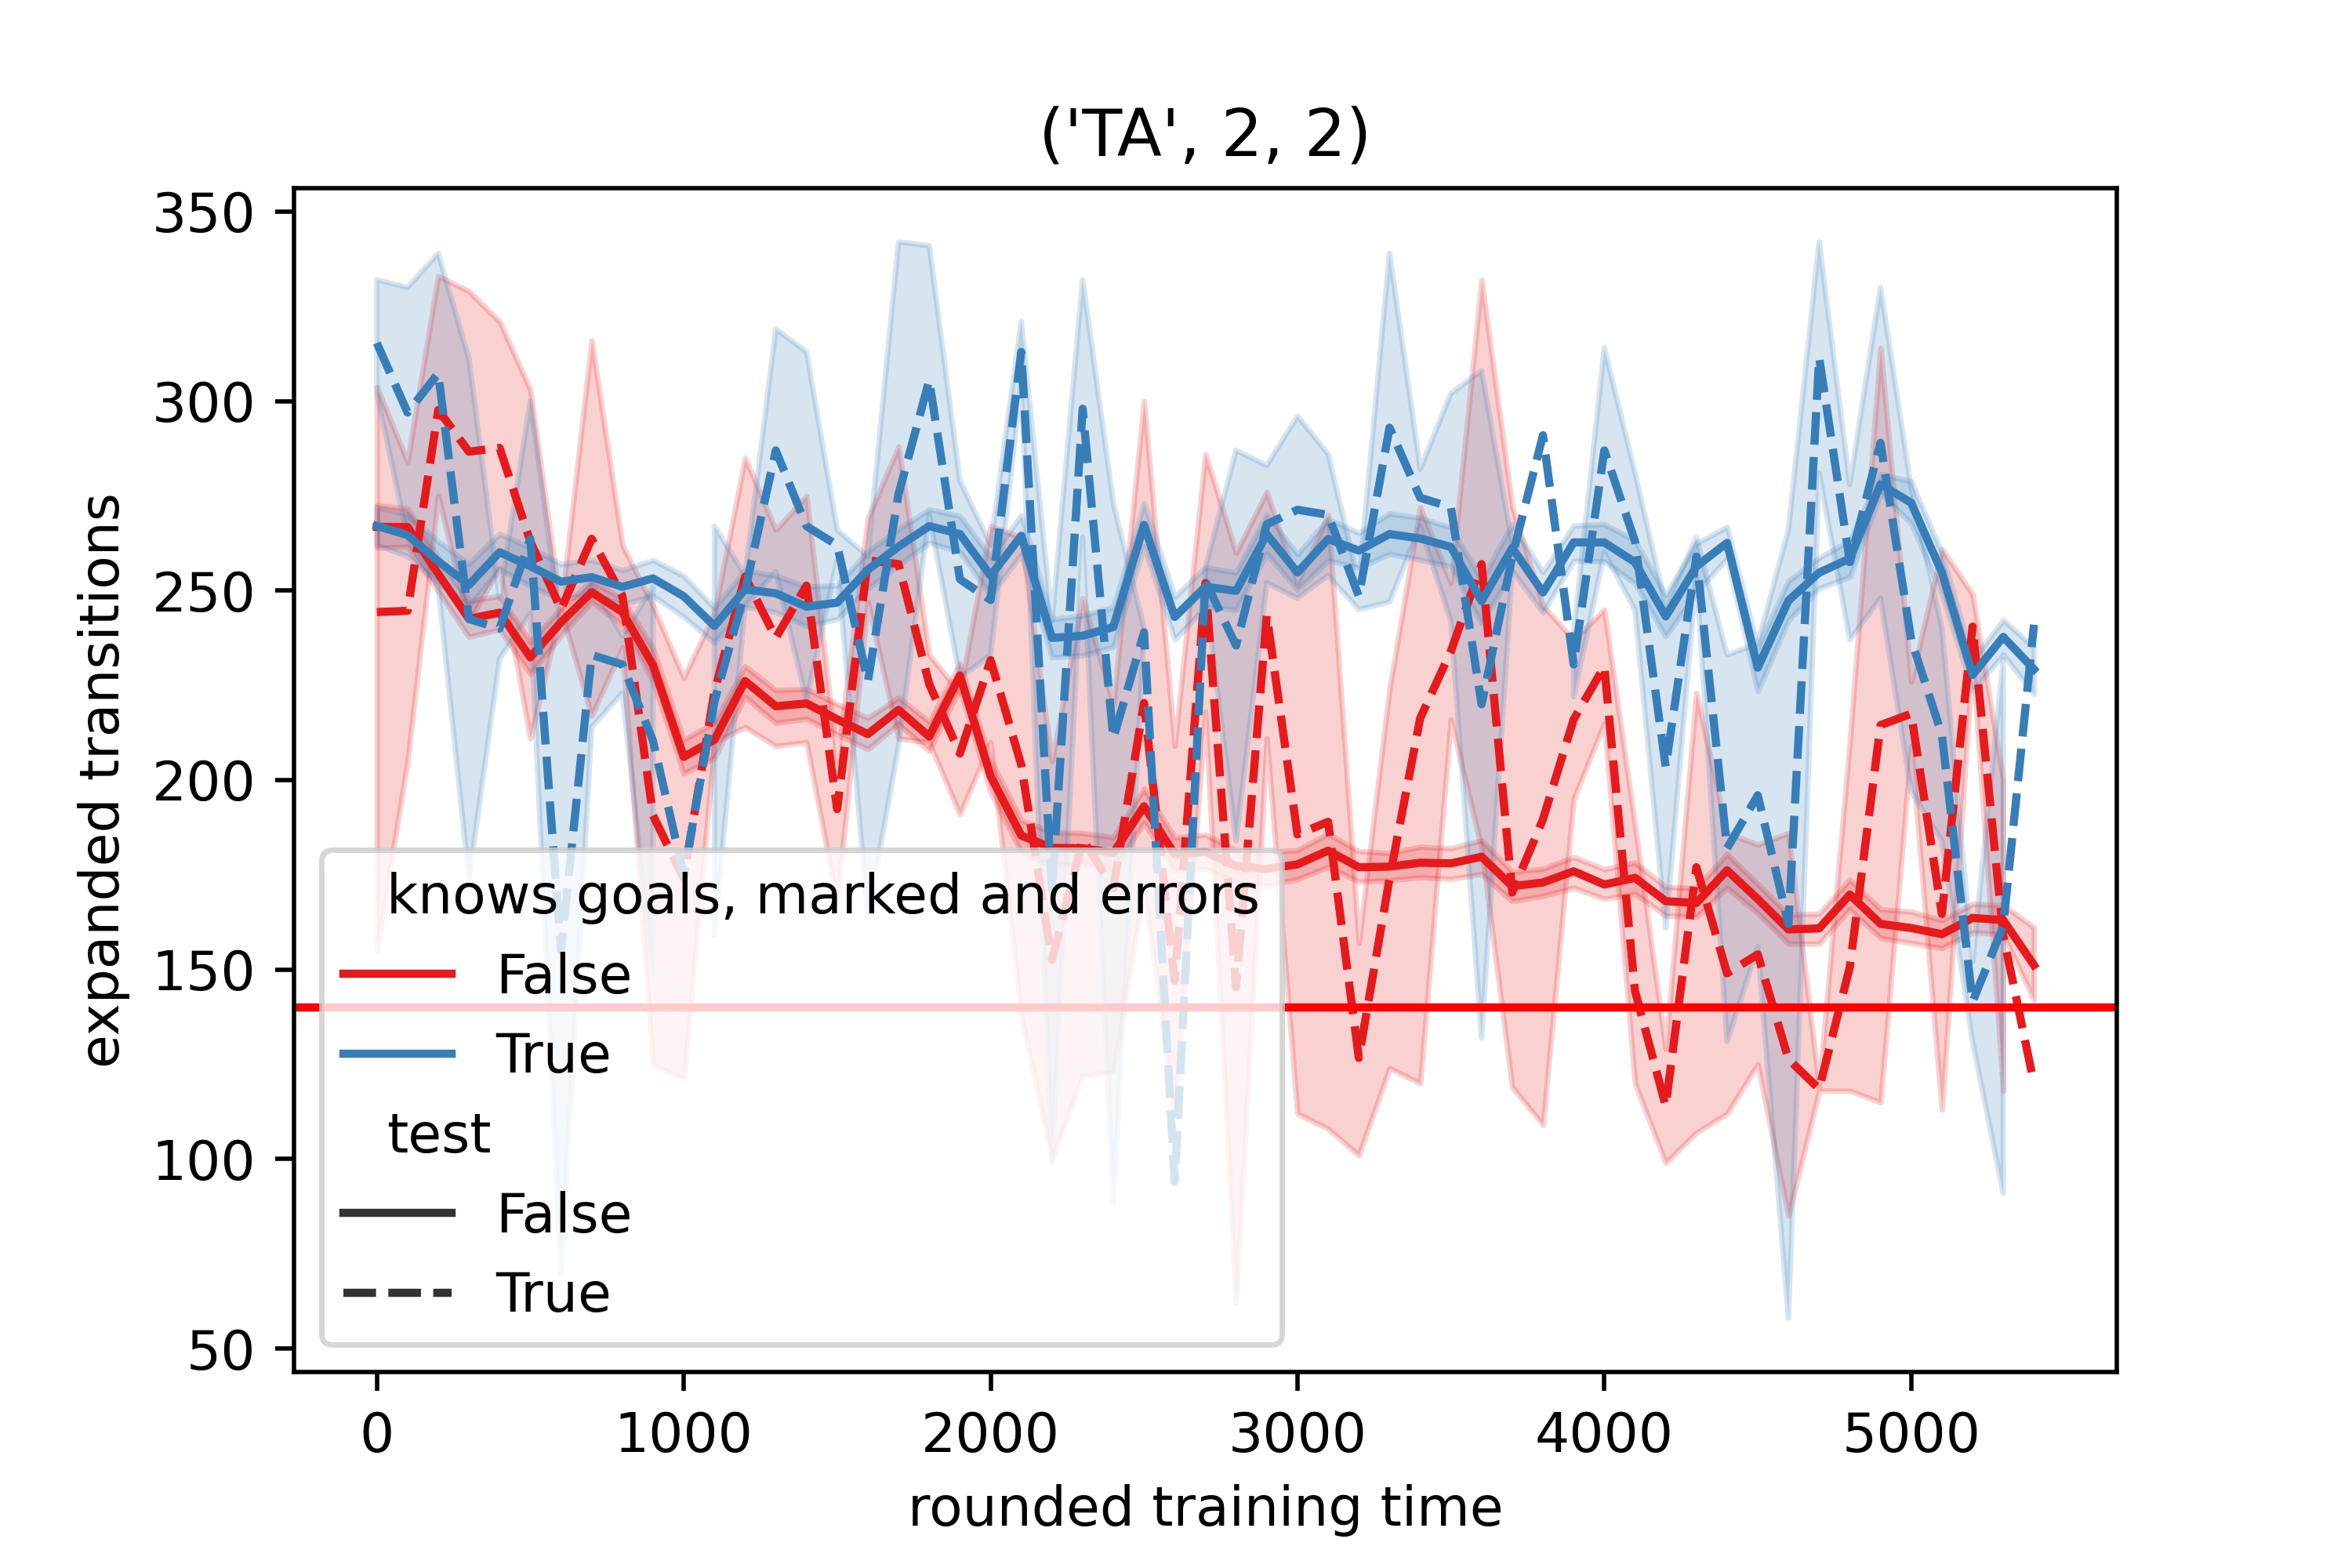 ('TA', 2, 2)
350
300
250
200
150
100
50
expanded transitions
knows goals, marked and errors
False
True
test
False
True
0 1000 2000 3000 4000 5000
rounded training time